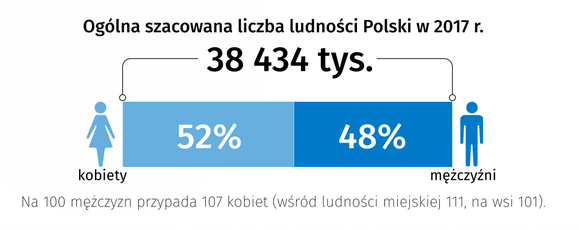 Ogólna szacowana liczba ludności Polski w 2017 r.
38 434 tys.
52% 48%
kobiety mężczyźni
Na 100 mężczyzn przypada 107 kobiet (wśród ludności miejskiej 111, na wsi 101).